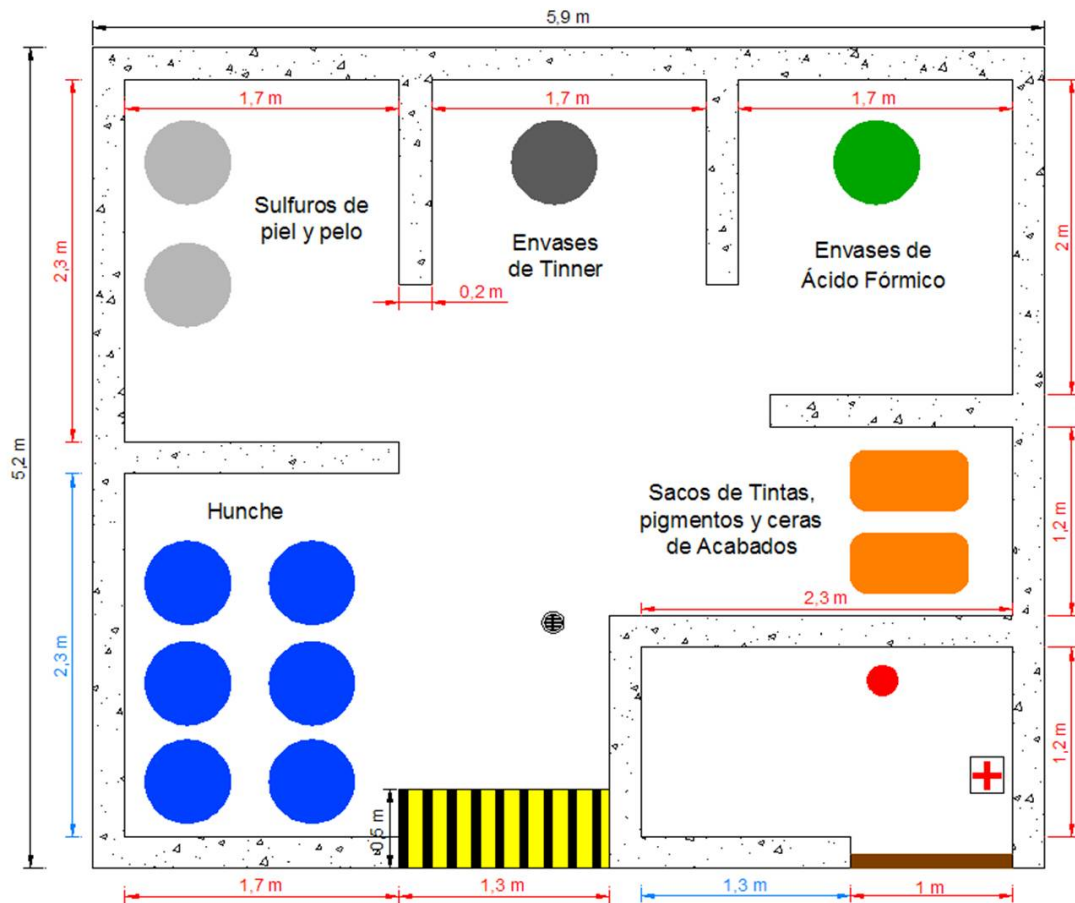 5,9 m
1,7 m
1,7 m
1,7 m
Sulfuros de
piel y pelo
Envases
de Tinner
Envases de
Ácido Fórmico
2,3 m
2 m
0,2 m
5,2 m
Hunche
Sacos de Tintas,
pigmentos y ceras
de Acabados
1,2 m
2,3 m
2,3 m
1,2 m
0,5 m
1,7 m
1,3 m
1,3 m
1 m